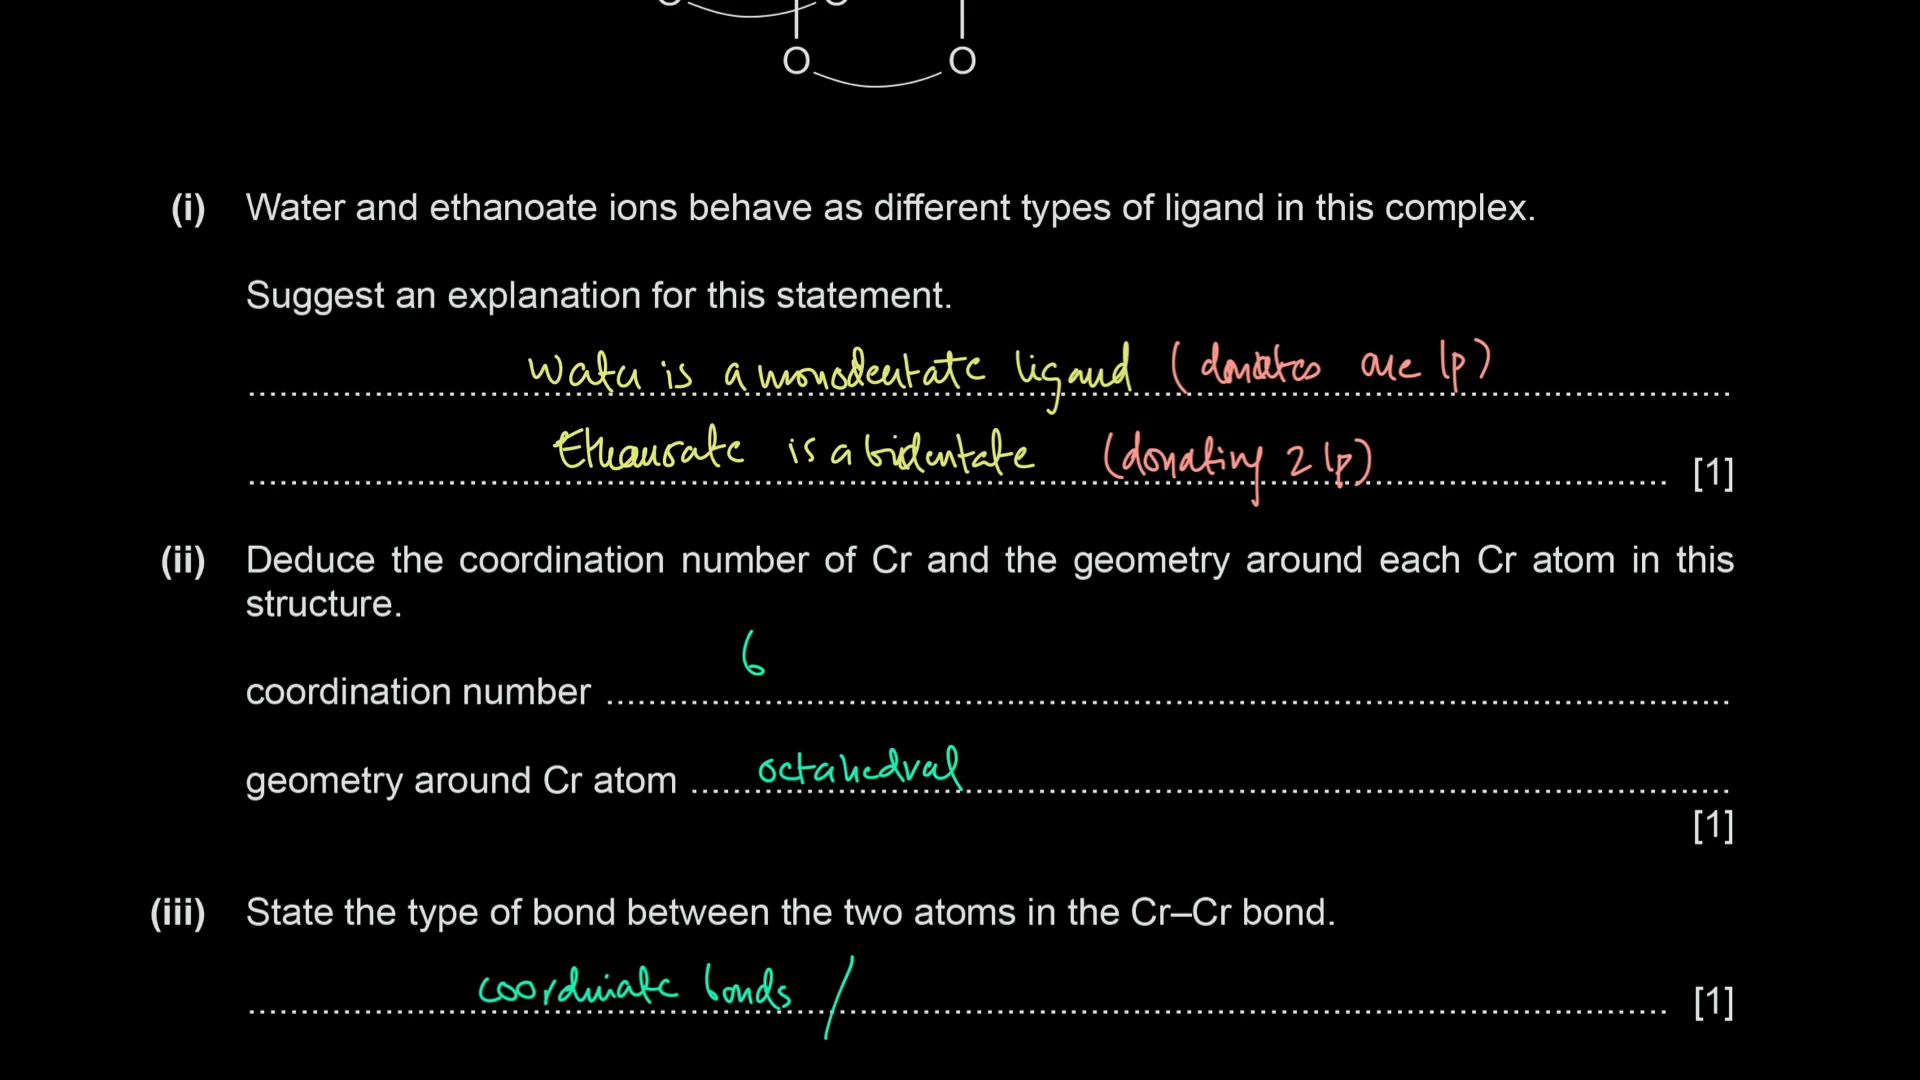 O O
(i) Water and ethanoate ions behave as different types of ligand in this complex.
Suggest an explanation for this statement.
Water is a monodentate ligand (donates one lp)
Ethanoate is a bidentate (donating 2 lp)
[1]
(ii) Deduce the coordination number of Cr and the geometry around each Cr atom in this
structure.
6
coordination number
geometry around Cr atom octahedral
[1]
(iii) State the type of bond between the two atoms in the Cr–Cr bond.
coordinate bonds /
[1]